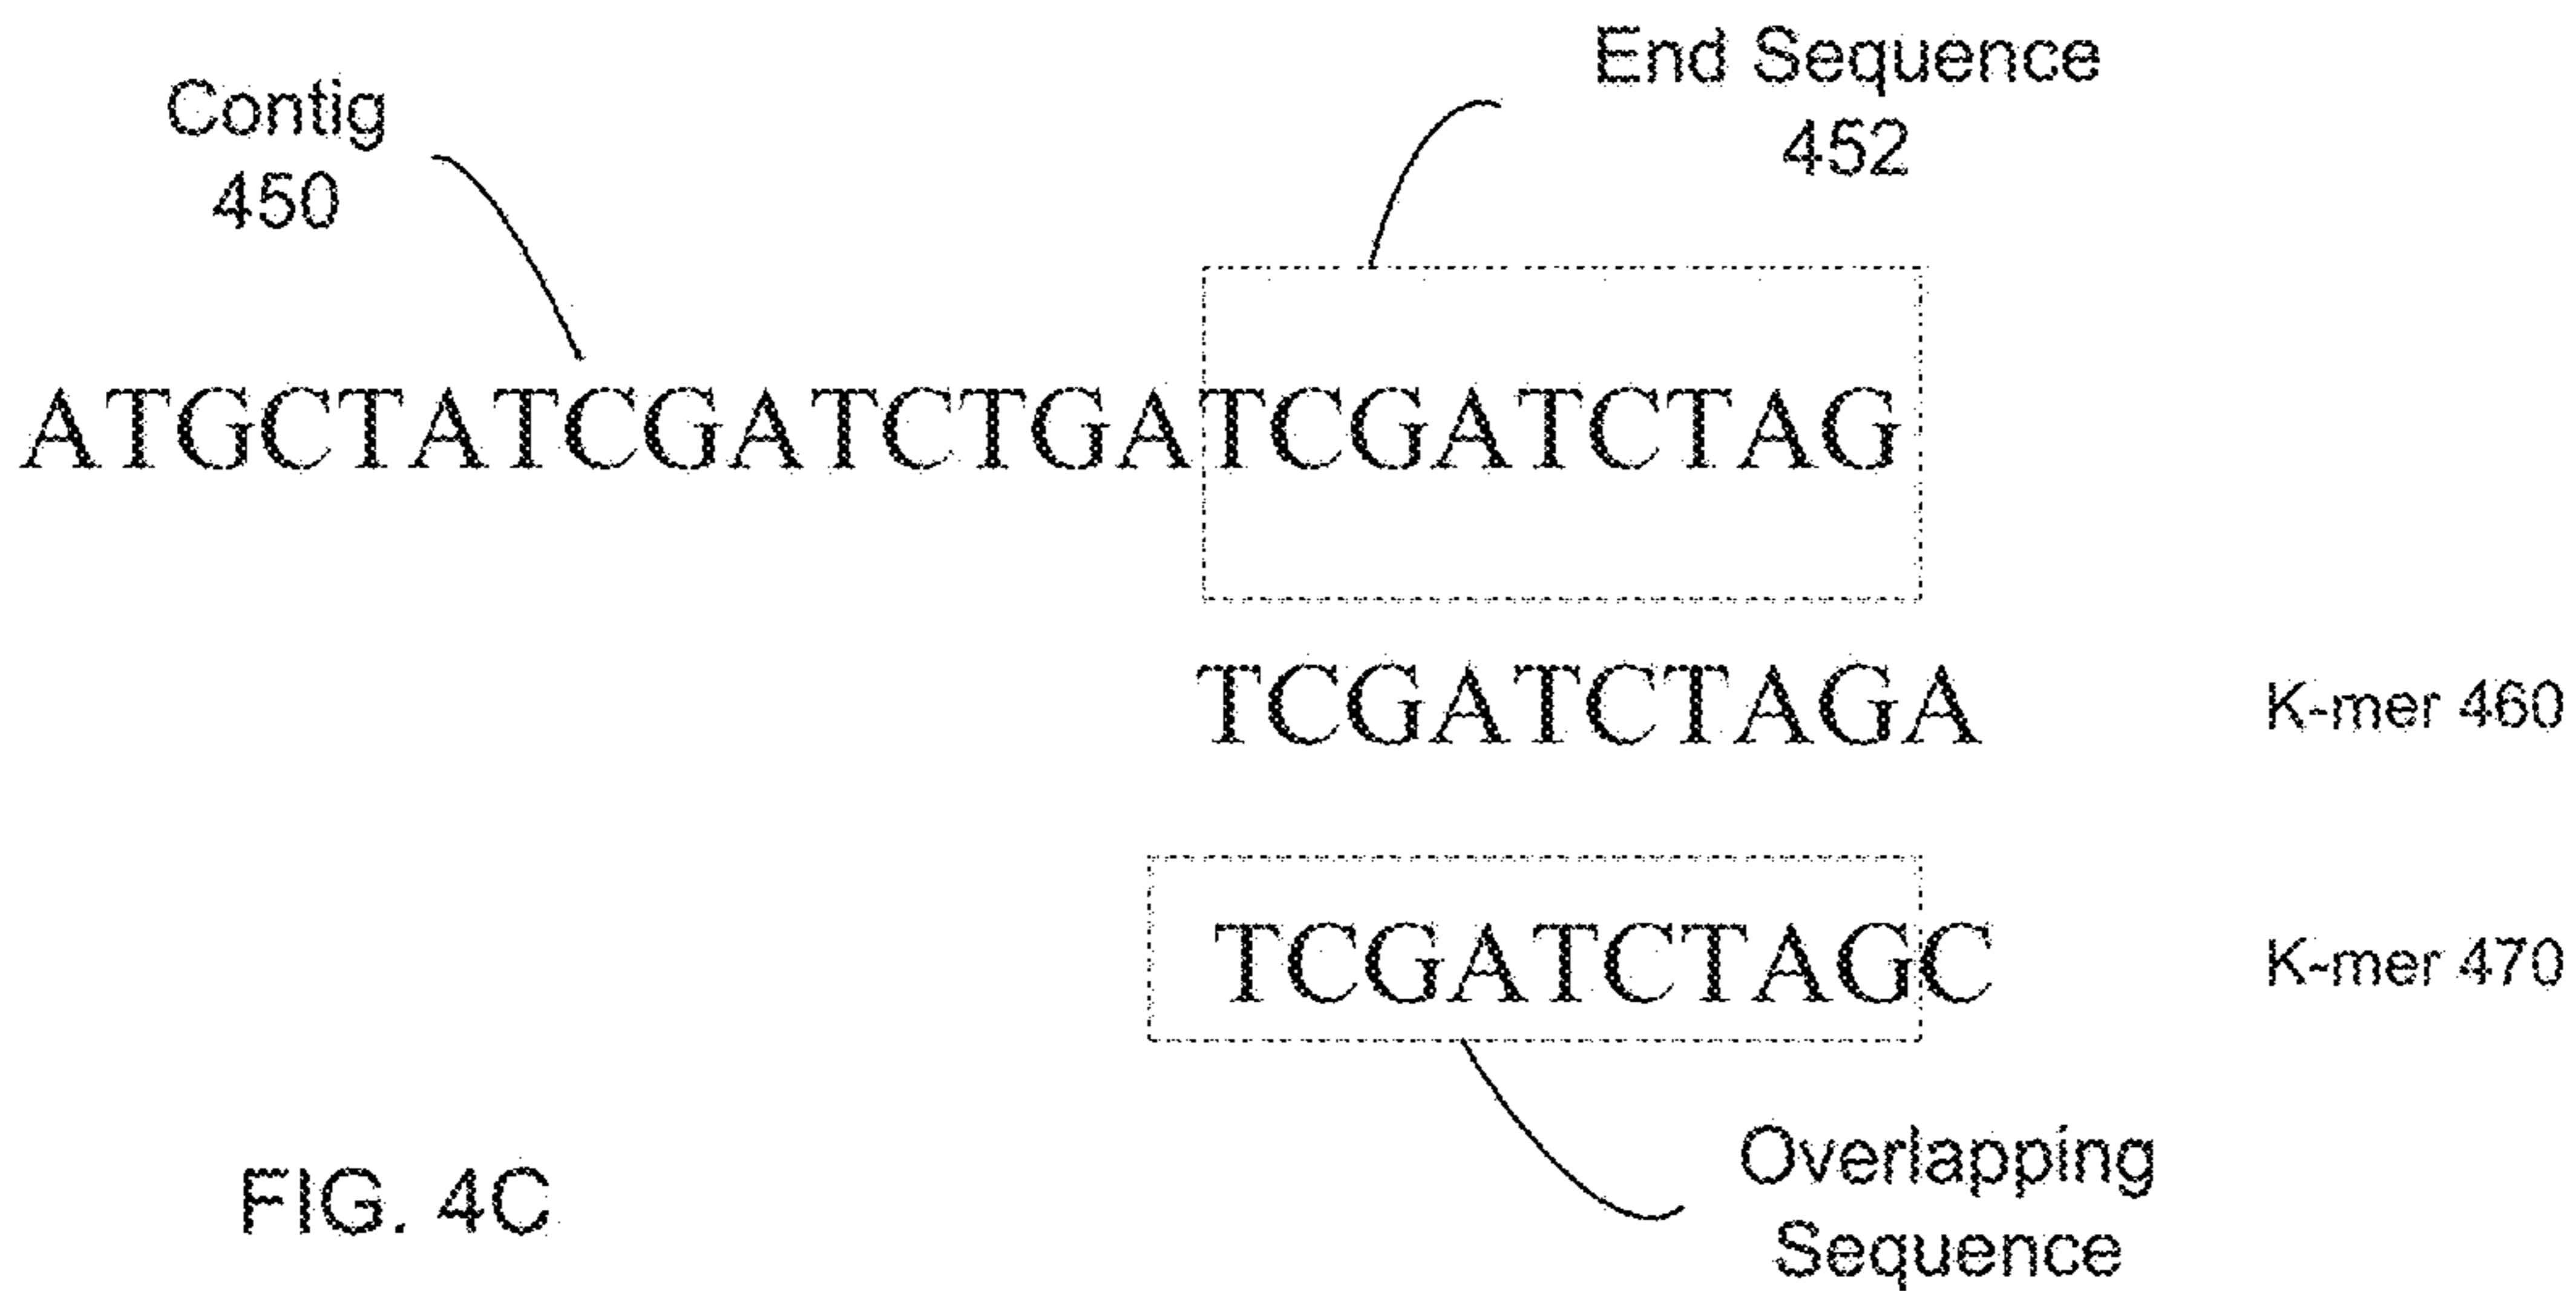 End Sequence
452
Contig
450
ATGCTATCGATCTGATCGATCTAG
TCGATCTAGA
K-mer 460
TCGATCTAGC
K-mer 470
Overlapping
Sequence
FIG. 4C